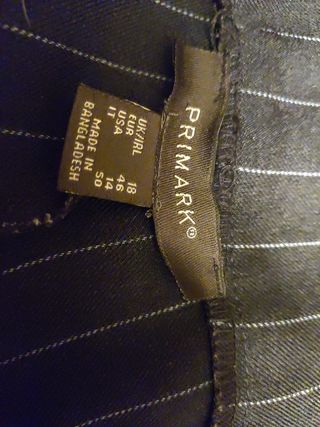 PRIMARK®
UK/IRL 18
EUR 46
USA 14
IT 50
MADE IN
BANGLADESH